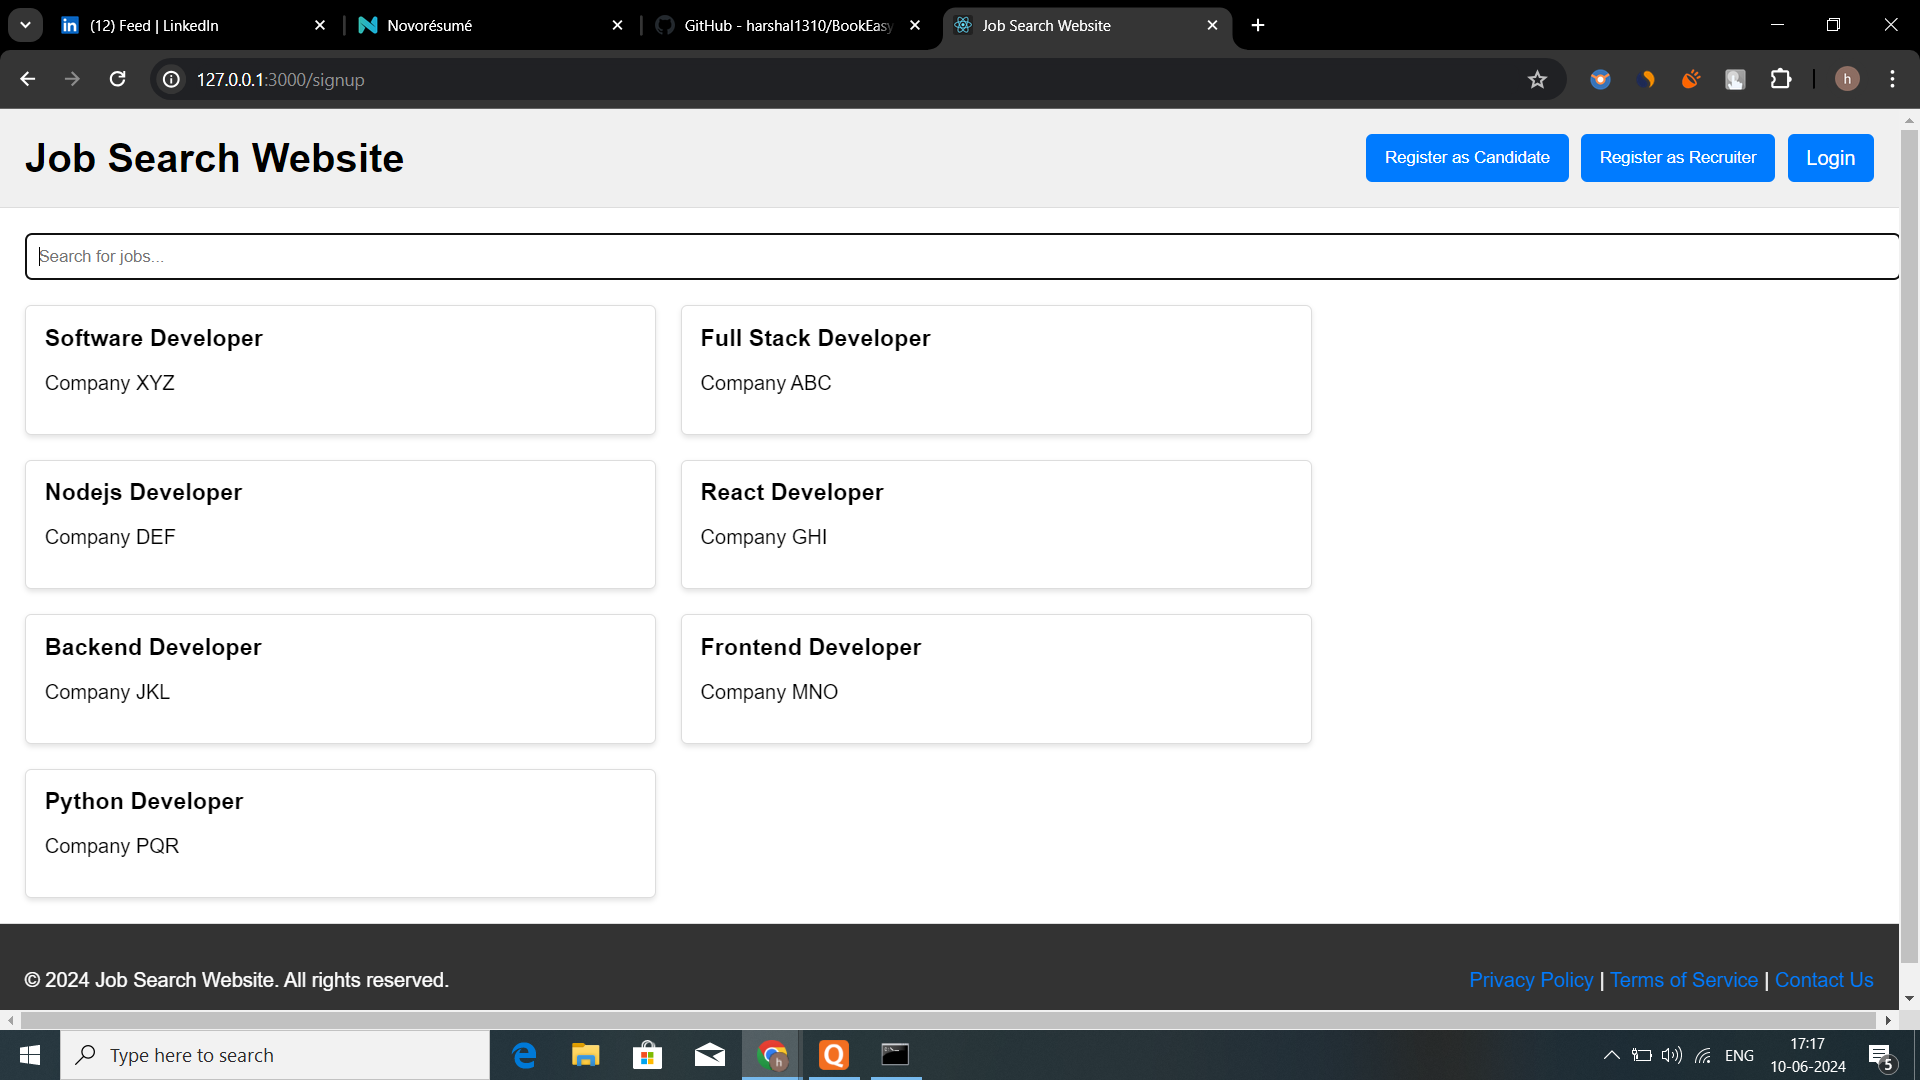 (12) Feed | LinkedIn
Novorésumé
GitHub - harshal1310/BookEasy
Job Search Website
127.0.0.1:3000/signup
h
Job Search Website
Register as Candidate
Register as Recruiter
Login
Search for jobs...
Software Developer
Company XYZ
Full Stack Developer
Company ABC
Nodejs Developer
Company DEF
React Developer
Company GHI
Backend Developer
Company JKL
Frontend Developer
Company MNO
Python Developer
Company PQR
© 2024 Job Search Website. All rights reserved.
Privacy Policy | Terms of Service | Contact Us
Type here to search
h
Q
ENG
17:17
10-06-2024
5